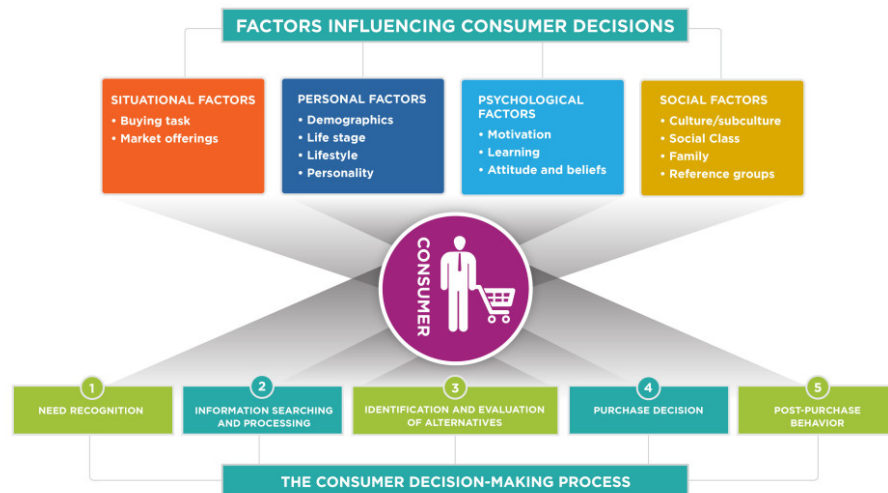 FACTORS INFLUENCING CONSUMER DECISIONS
SITUATIONAL FACTORS
• Buying task
• Market offerings
PERSONAL FACTORS
• Demographics
• Life stage
• Lifestyle
• Personality
PSYCHOLOGICAL
FACTORS
• Motivation
• Learning
• Attitude and beliefs
SOCIAL FACTORS
• Culture/subculture
• Social Class
• Family
• Reference groups
CONSUMER
1
NEED RECOGNITION
2
INFORMATION SEARCHING
AND PROCESSING
3
IDENTIFICATION AND EVALUATION
OF ALTERNATIVES
4
PURCHASE DECISION
5
POST-PURCHASE
BEHAVIOR
THE CONSUMER DECISION-MAKING PROCESS